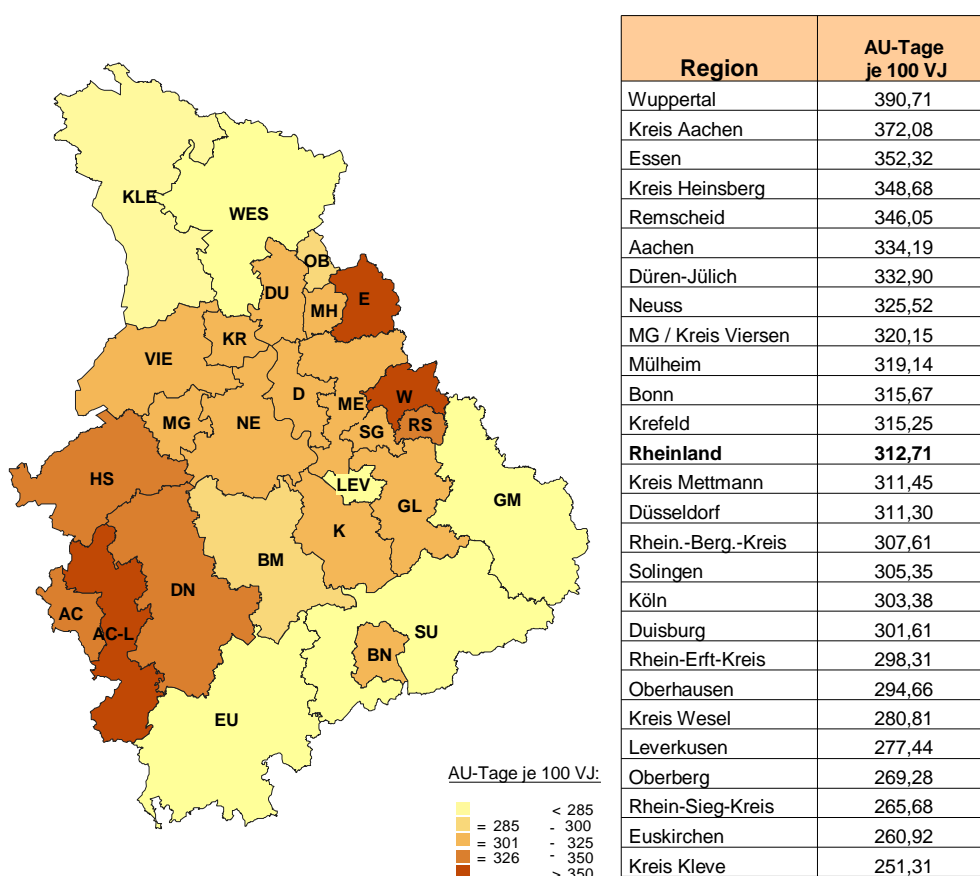 KLE
WES
OB
DU
E
MH
KR
VIE
D
ME
W
MG
NE
SG
RS
HS
LEV
GL
GM
K
BM
DN
AC
AC-L
SU
BN
EU
AU-Tage je 100 VJ:
< 285
= 285 - 300
= 301 - 325
= 326 - 350
> 350
Region AU-Tage je 100 VJ
Wuppertal 390,71
Kreis Aachen 372,08
Essen 352,32
Kreis Heinsberg 348,68
Remscheid 346,05
Aachen 334,19
Düren-Jülich 332,90
Neuss 325,52
MG / Kreis Viersen 320,15
Mülheim 319,14
Bonn 315,67
Krefeld 315,25
Rheinland 312,71
Kreis Mettmann 311,45
Düsseldorf 311,30
Rhein.-Berg.-Kreis 307,61
Solingen 305,35
Köln 303,38
Duisburg 301,61
Rhein-Erft-Kreis 298,31
Oberhausen 294,66
Kreis Wesel 280,81
Leverkusen 277,44
Oberberg 269,28
Rhein-Sieg-Kreis 265,68
Euskirchen 260,92
Kreis Kleve 251,31